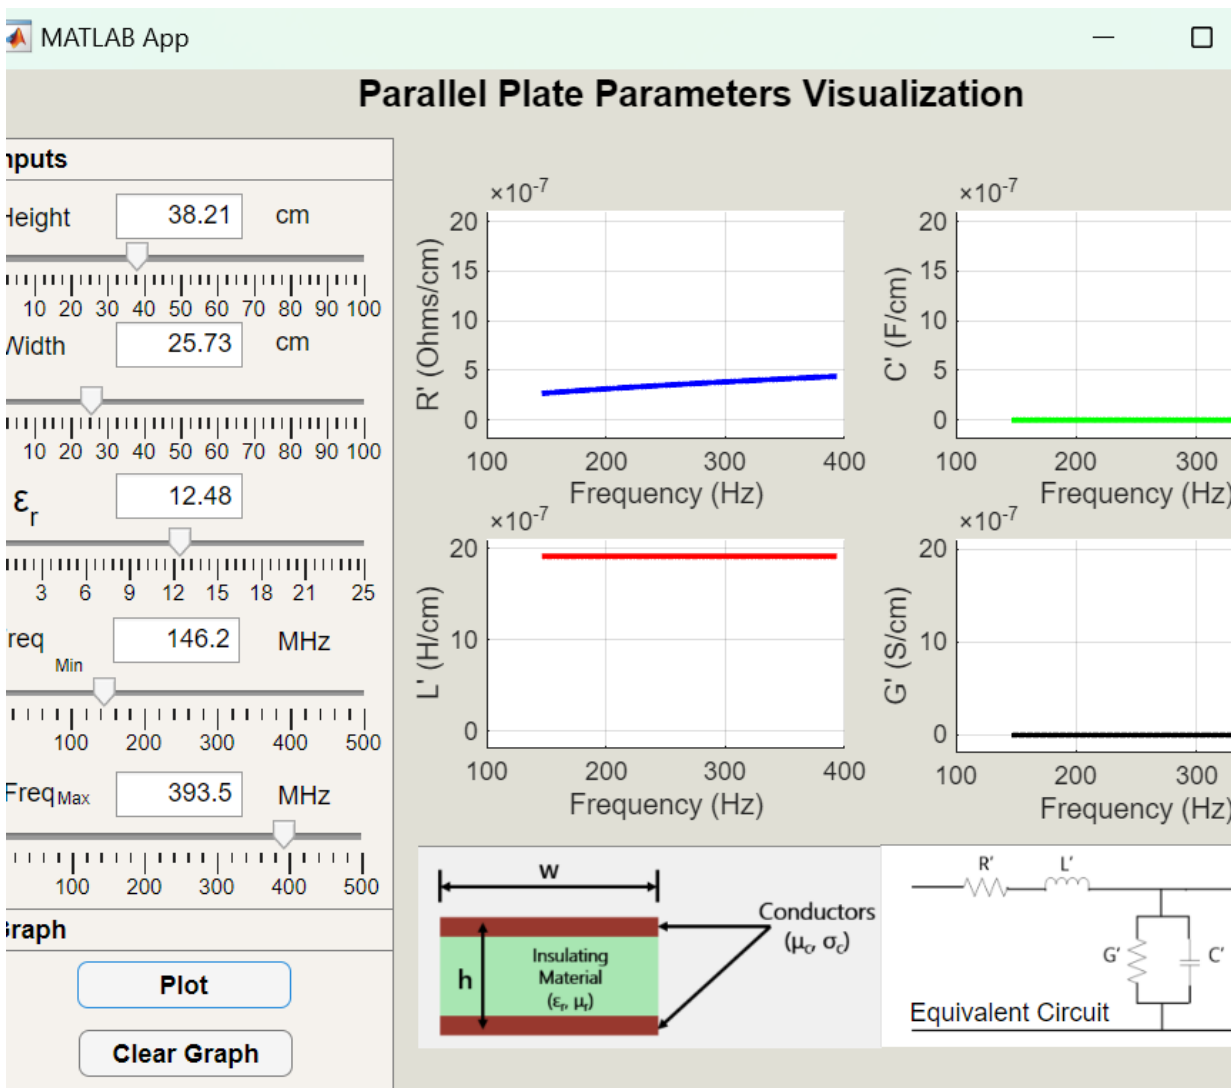 MATLAB App
Parallel Plate Parameters Visualization
nputs
Height 38.21 cm
10 20 30 40 50 60 70 80 90 100
Width 25.73 cm
10 20 30 40 50 60 70 80 90 100
εr 12.48
3 6 9 12 15 18 21 25
req Min 146.2 MHz
100 200 300 400 500
Freq Max 393.5 MHz
100 200 300 400 500
Graph
Plot
Clear Graph
×10-7
20
15
10
5
0
R' (Ohms/cm)
100 200 300 400
Frequency (Hz)
×10-7
20
15
10
5
0
C' (F/cm)
100 200 300
Frequency (Hz)
×10-7
20
10
0
L' (H/cm)
100 200 300 400
Frequency (Hz)
×10-7
20
10
0
G' (S/cm)
100 200 300
Frequency (Hz)
w
h
Insulating
Material
(εr, μr)
Conductors
(μc, σc)
R' L'
G' C'
Equivalent Circuit